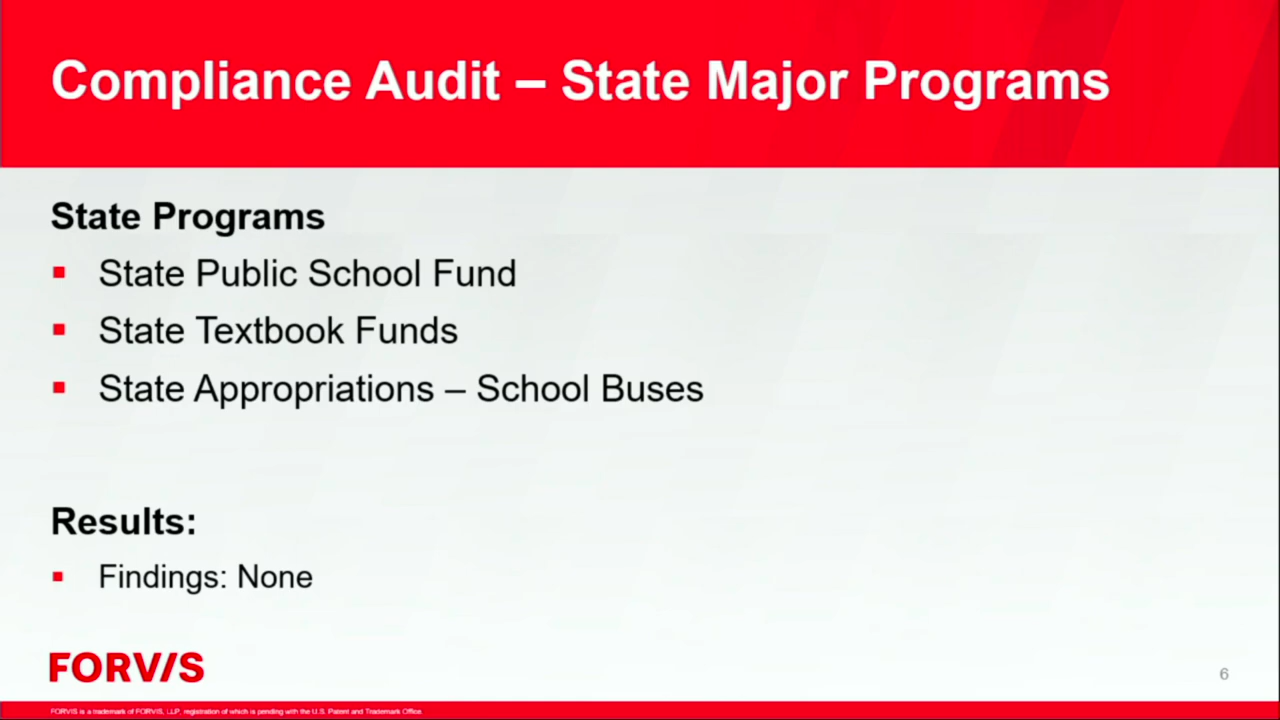 Compliance Audit – State Major Programs
State Programs
▪ State Public School Fund
▪ State Textbook Funds
▪ State Appropriations – School Buses
Results:
▪ Findings: None
FORVIS
6
FORVIS is a trademark of FORVIS, LLP, registration of which is pending with the U.S. Patent and Trademark Office.